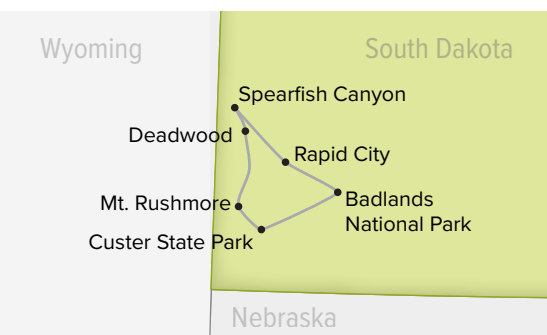 Wyoming
South Dakota
Spearfish Canyon
Deadwood
Rapid City
Mt. Rushmore
Badlands
National Park
Custer State Park
Nebraska